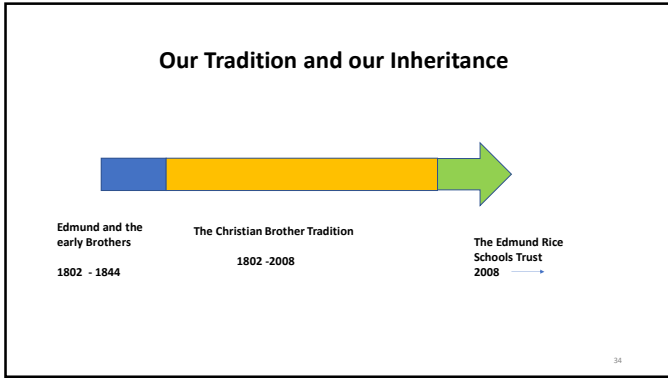 Our Tradition and our Inheritance
Edmund and the
early Brothers
1802 - 1844
The Christian Brother Tradition
1802 -2008
The Edmund Rice
Schools Trust
2008
34